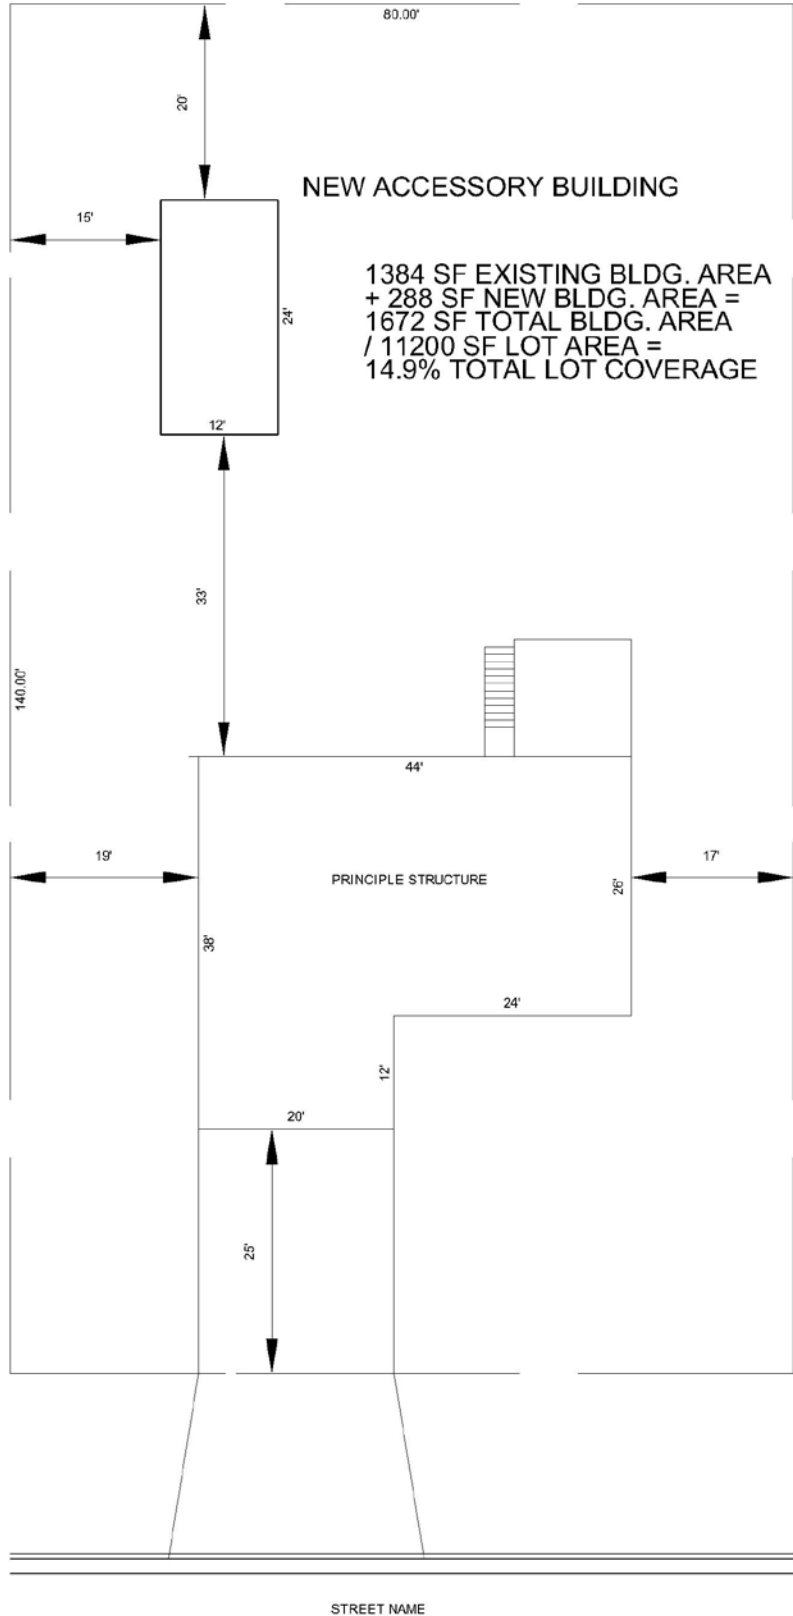 80.00'
20'
NEW ACCESSORY BUILDING
15'
1384 SF EXISTING BLDG. AREA
+ 288 SF NEW BLDG. AREA =
1672 SF TOTAL BLDG. AREA
/ 11200 SF LOT AREA =
14.9% TOTAL LOT COVERAGE
24'
12'
33'
140.00'
44'
19'
PRINCIPLE STRUCTURE
26'
17'
38'
24'
12'
20'
25'
STREET NAME